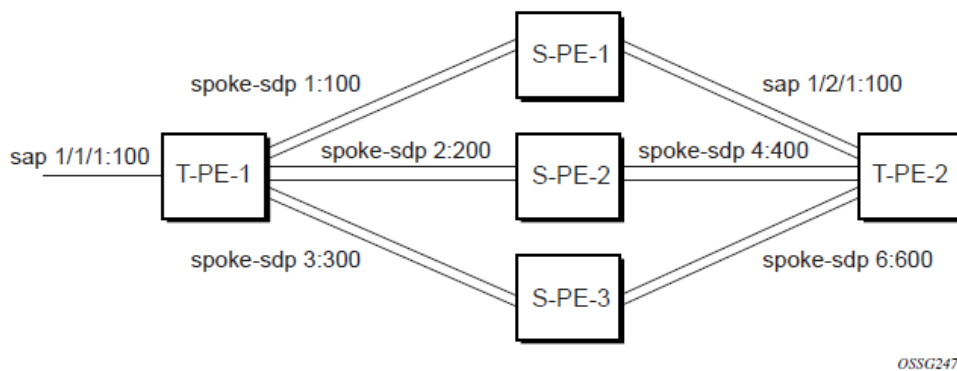 S-PE-1
spoke-sdp 1:100
sap 1/2/1:100
sap 1/1/1:100
T-PE-1
spoke-sdp 2:200
S-PE-2
spoke-sdp 4:400
T-PE-2
spoke-sdp 3:300
S-PE-3
spoke-sdp 6:600
OSSG247